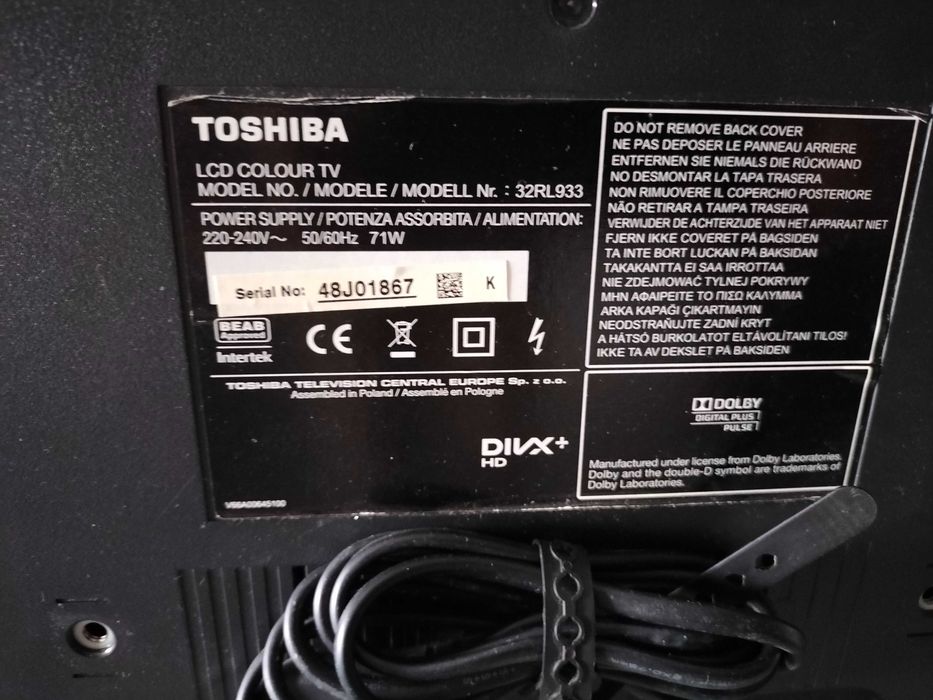 TOSHIBA
LCD COLOUR TV
MODEL NO. / MODELE / MODELL Nr. : 32RL933
POWER SUPPLY / POTENZA ASSORBITA / ALIMENTATION:
220-240V~ 50/60Hz 71W
Serial No: 48J01867 K
BEAB
Approved
Intertek
CE
TOSHIBA TELEVISION CENTRAL EUROPE Sp. z o.o.
Assembled in Poland / Assemblé en Pologne
DIVX+
HD
V66A00645100
DO NOT REMOVE BACK COVER
NE PAS DEPOSER LE PANNEAU ARRIERE
ENTFERNEN SIE NIEMALS DIE RÜCKWAND
NO DESMONTAR LA TAPA TRASERA
NON RIMUOVERE IL COPERCHIO POSTERIORE
NÃO RETIRAR A TAMPA TRASEIRA
VERWIJDER DE ACHTERZIJDE VAN HET APPARAAT NIET
FJERN IKKE COVERET PÅ BAGSIDEN
TA INTE BORT LUCKAN PÅ BAKSIDAN
TAKAKANTTA EI SAA IRROTTAA
NIE ZDEJMOWAĆ TYLNEJ POKRYWY
ΜΗΝ ΑΦΑΙΡΕΙΤΕ ΤΟ ΠΙΣΩ ΚΑΛΥΜΜΑ
ARKA KAPAĞI ÇIKARTMAYIN
NEODSTRAŇUJTE ZADNÍ KRYT
A HÁTSÓ BURKOLATOT ELTÁVOLÍTANI TILOS!
IKKE TA AV DEKSLET PÅ BAKSIDEN
DOLBY
DIGITAL PLUS
PULSE
Manufactured under license from Dolby Laboratories.
Dolby and the double-D symbol are trademarks of
Dolby Laboratories.